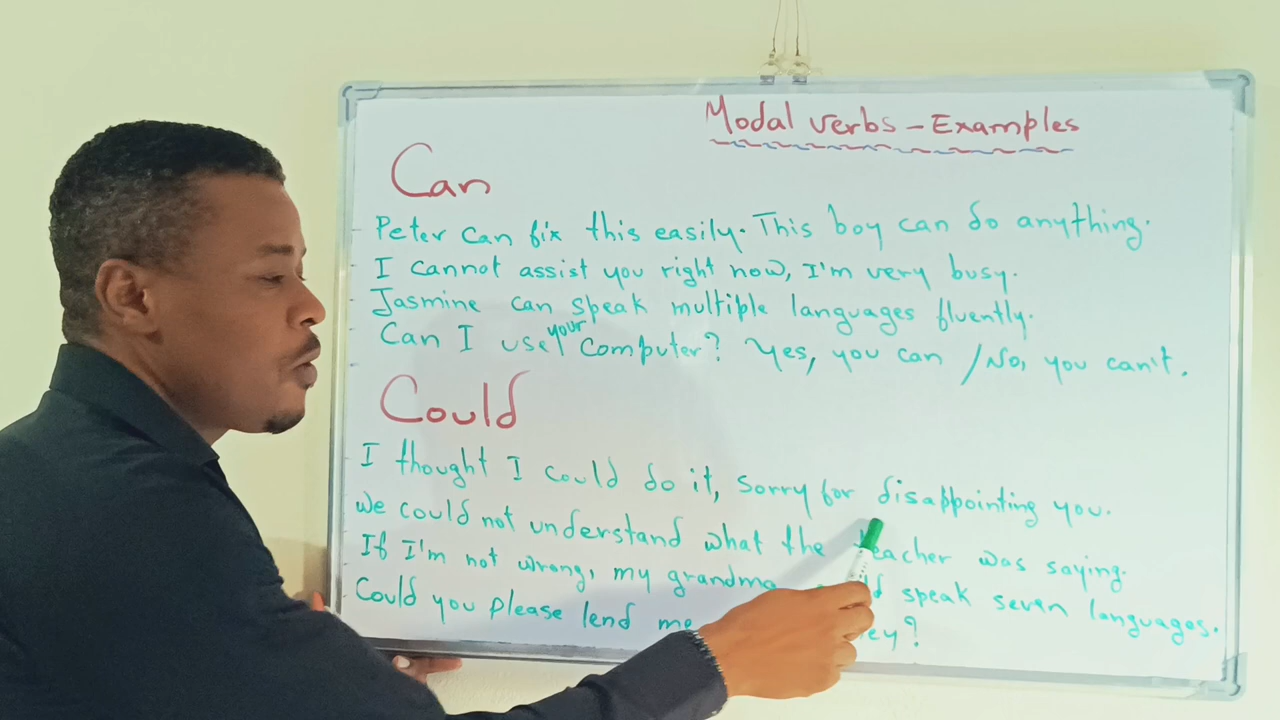 Modal verbs - Examples
Can
Peter can fix this easily. This boy can do anything.
I cannot assist you right now, I'm very busy.
Jasmine can speak multiple languages fluently.
Can I use your computer? Yes, you can / No, you can't.
Could
I thought I could do it, sorry for disappointing you.
We could not understand what the teacher was saying.
If I'm not wrong, my grandma speak seven languages.
Could you please lend me